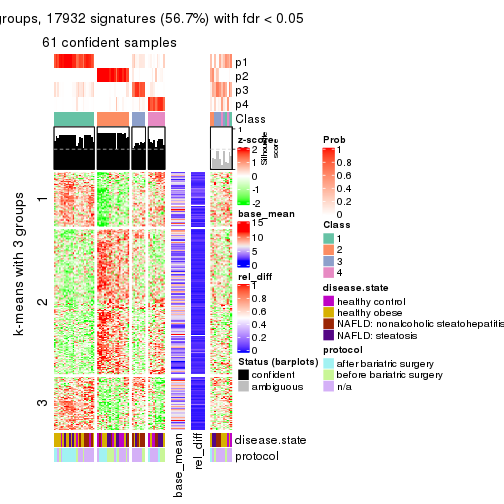 groups, 17932 signatures (56.7%) with fdr < 0.05
61 confident samples
p1
p2
p3
p4
Class
1
Silhouette
score
k-means with 3 groups
1
2
3
base_mean
rel_diff
disease.state
protocol
z-score
2
1
0
-1
-2
base_mean
15
10
5
0
rel_diff
1
0.8
0.6
0.4
0.2
0
Status (barplots)
confident
ambiguous
Prob
1
0.8
0.6
0.4
0.2
0
Class
1
2
3
4
disease.state
healthy control
healthy obese
NAFLD: nonalcoholic steatohepatitis
NAFLD: steatosis
protocol
after bariatric surgery
before bariatric surgery
n/a